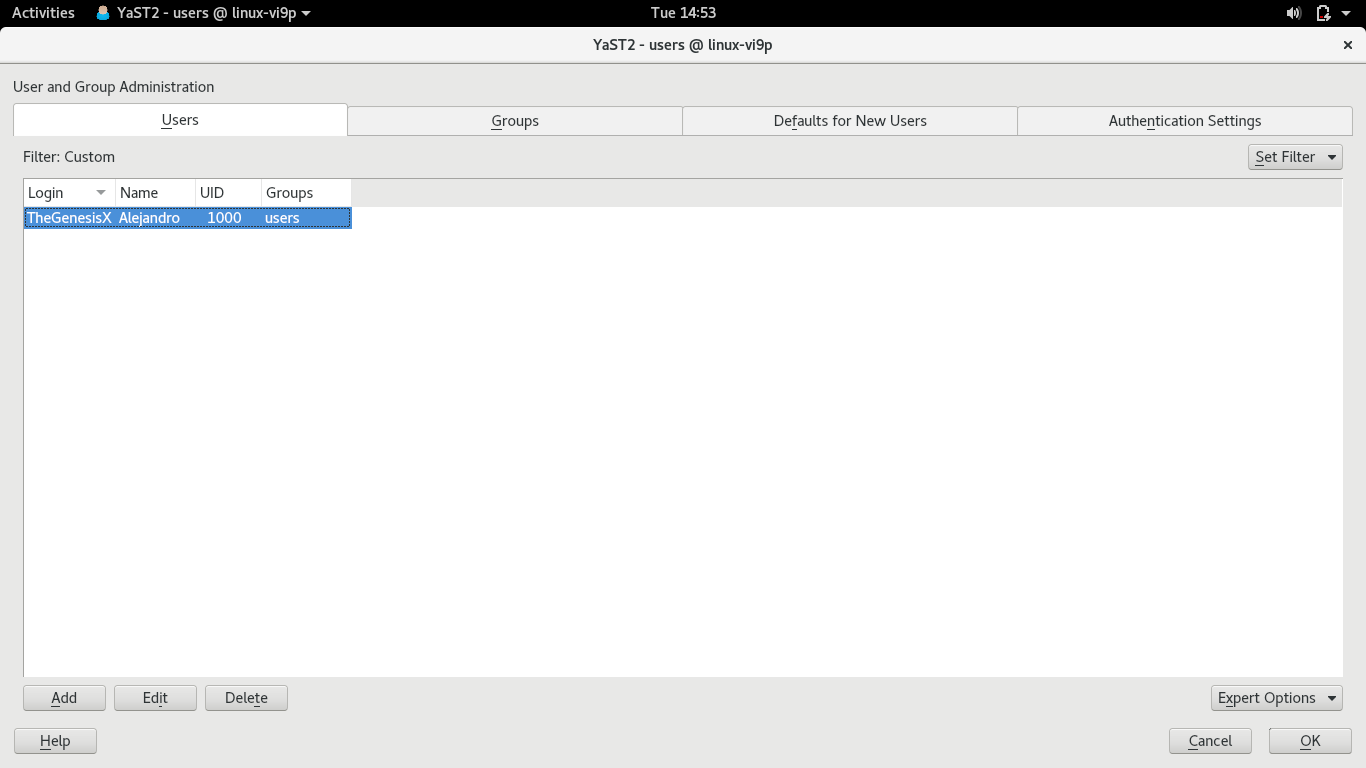 Activities YaST2 - users @ linux-vi9p Tue 14:53
YaST2 - users @ linux-vi9p ×
User and Group Administration
Users Groups Defaults for New Users Authentication Settings
Filter: Custom Set Filter
Login Name UID Groups
TheGenesisX Alejandro 1000 users
Add Edit Delete Expert Options
Help Cancel OK